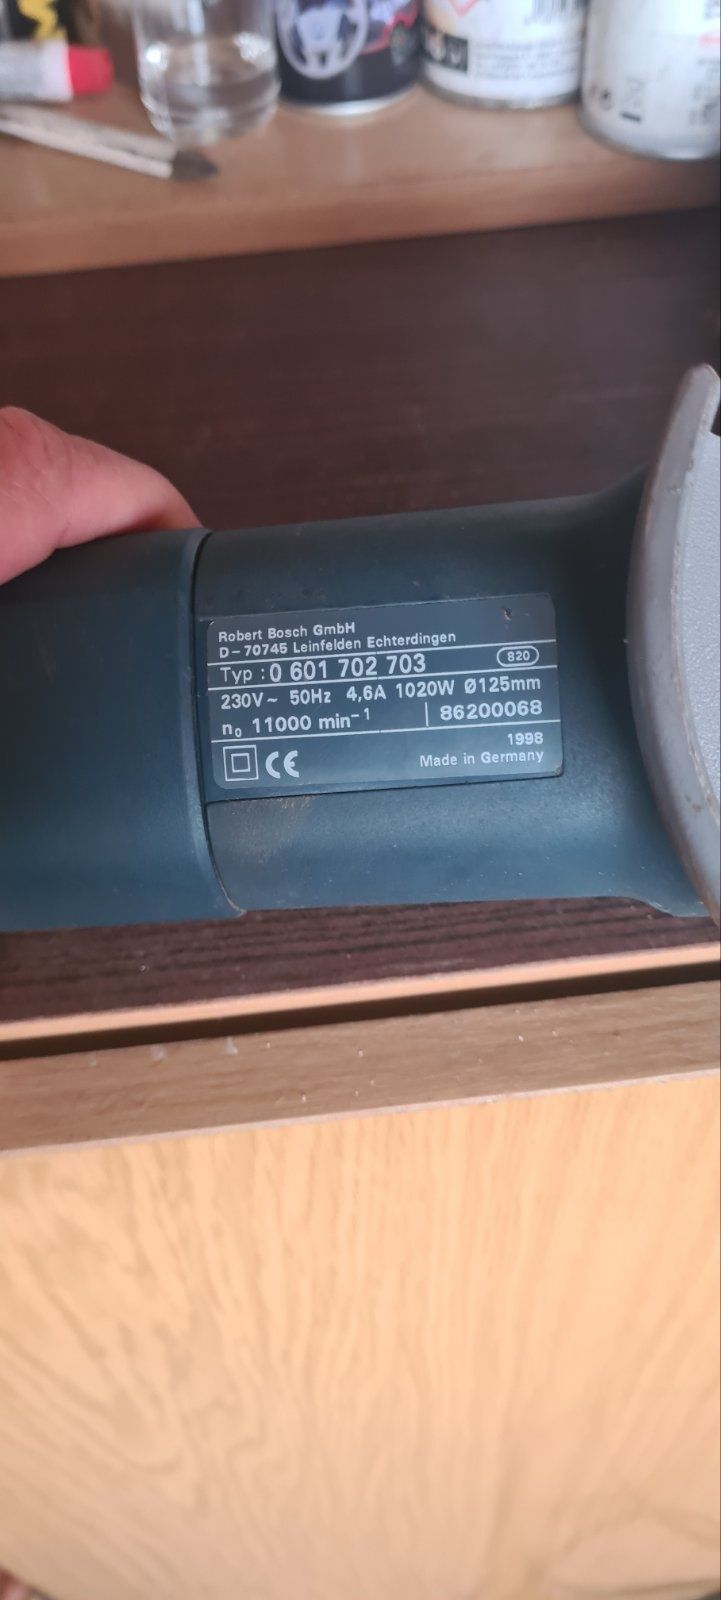 Robert Bosch GmbH
D-70745 Leinfelden Echterdingen
Typ : 0 601 702 703 820
230V~ 50Hz 4,6A 1020W Ø125mm
n₀ 11000 min⁻¹ 86200068
1998
CE Made in Germany